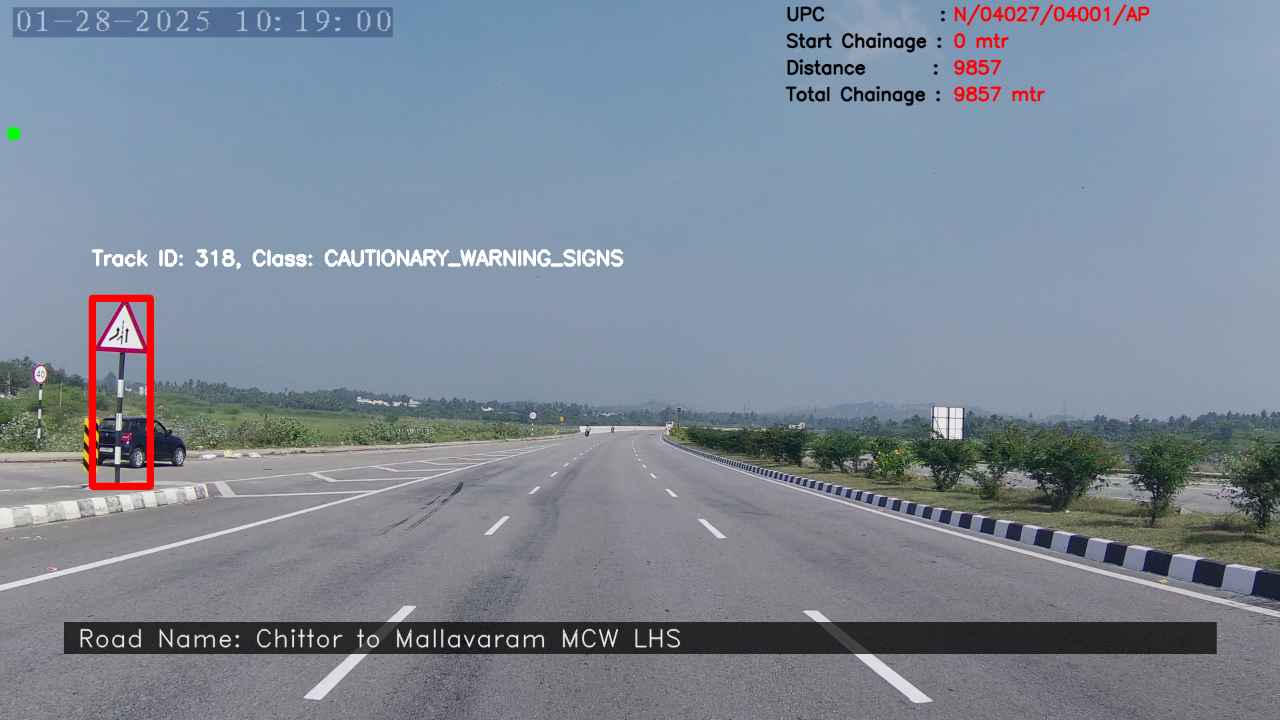 01-28-2025 10:19:00
UPC : N/04027/04001/AP
Start Chainage : 0 mtr
Distance : 9857
Total Chainage : 9857 mtr
Track ID: 318, Class: CAUTIONARY_WARNING_SIGNS
40
Road Name: Chittor to Mallavaram MCW LHS